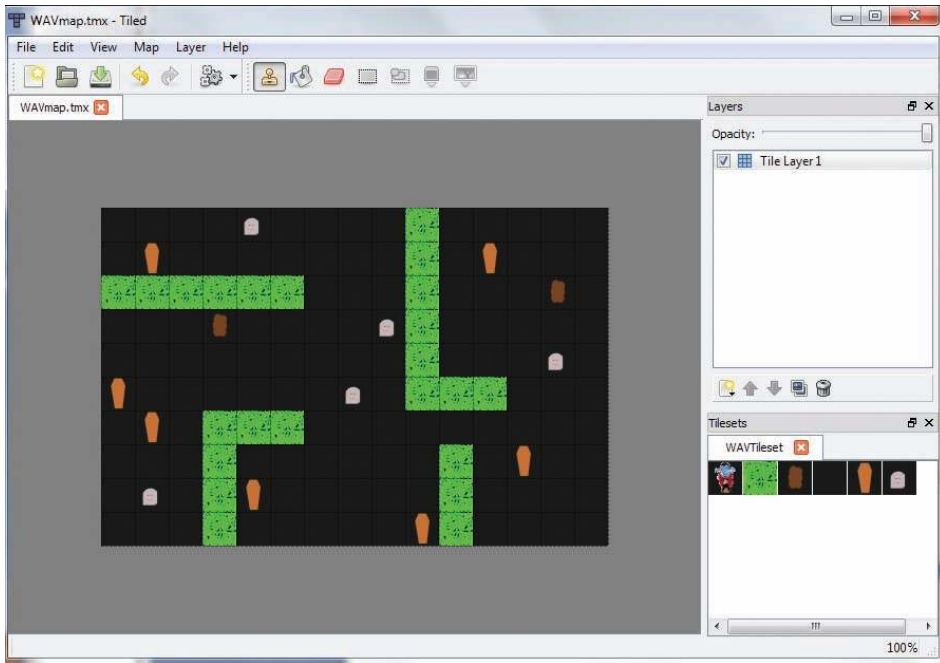 WAVmap.tmx - Tiled
File Edit View Map Layer Help
WAVmap.tmx
Layers
Opacity:
Tile Layer 1
Tilesets
WAVTileset
100%